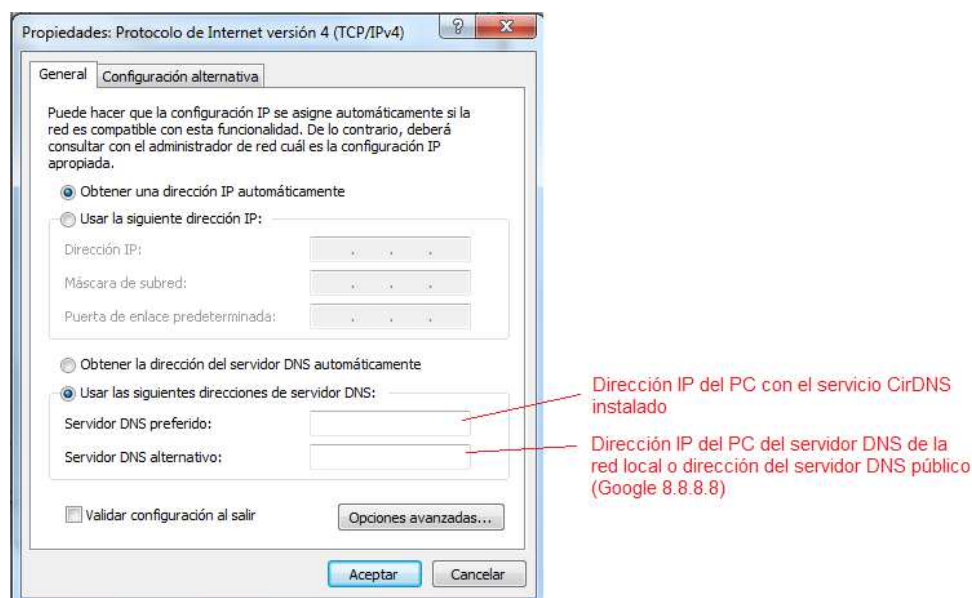 Propiedades: Protocolo de Internet versión 4 (TCP/IPv4)
General
Configuración alternativa
Puede hacer que la configuración IP se asigne automáticamente si la
red es compatible con esta funcionalidad. De lo contrario, deberá
consultar con el administrador de red cuál es la configuración IP
apropiada.
Obtener una dirección IP automáticamente
Usar la siguiente dirección IP:
Dirección IP:
Máscara de subred:
Puerta de enlace predeterminada:
Obtener la dirección del servidor DNS automáticamente
Usar las siguientes direcciones de servidor DNS:
Servidor DNS preferido:
Servidor DNS alternativo:
Validar configuración al salir
Opciones avanzadas...
Aceptar
Cancelar
Dirección IP del PC con el servicio CirDNS
instalado
Dirección IP del PC del servidor DNS de la
red local o dirección del servidor DNS público
(Google 8.8.8.8)